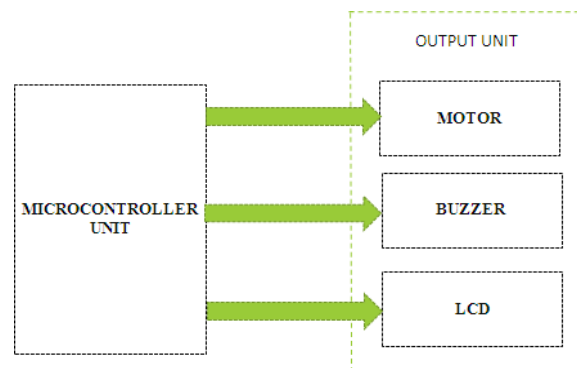 OUTPUT UNIT
MOTOR
MICROCONTROLLER
UNIT
BUZZER
LCD